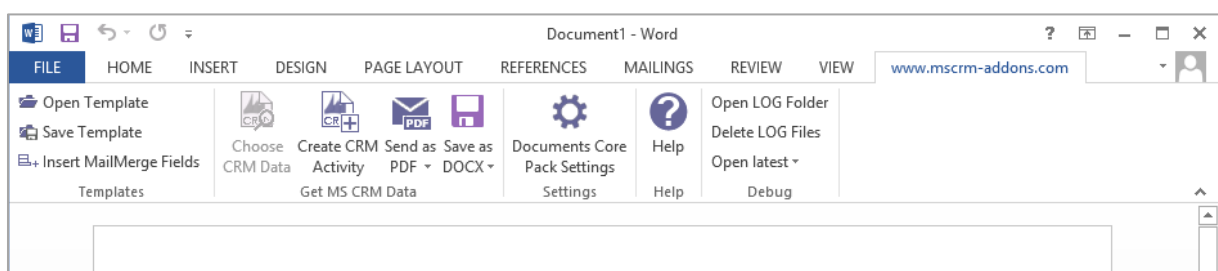 Document1 - Word
FILE HOME INSERT DESIGN PAGE LAYOUT REFERENCES MAILINGS REVIEW VIEW www.mscrm-addons.com
Open Template
Save Template
Insert MailMerge Fields
Templates
Choose
CRM Data
Create CRM
Activity
PDF
Send as
PDF
Save as
DOCX
Get MS CRM Data
Documents Core
Pack Settings
Settings
Help
Help
Open LOG Folder
Delete LOG Files
Open latest
Debug